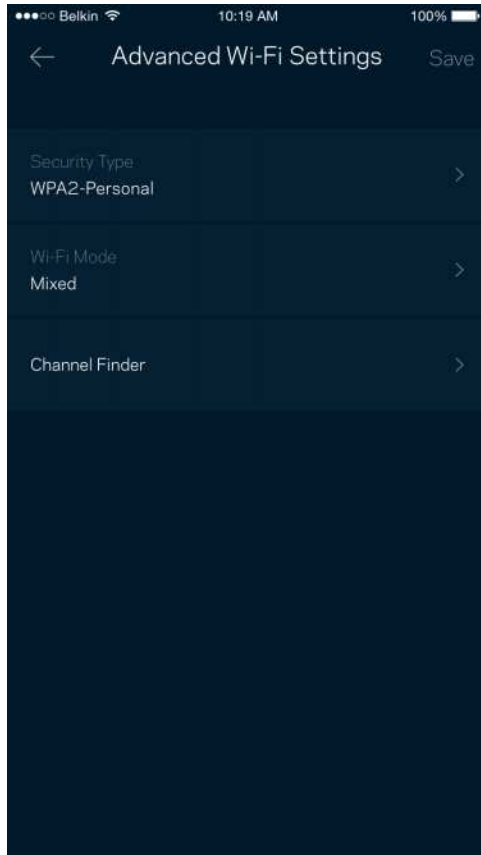 Belkin 10:19 AM 100%
Advanced Wi-Fi Settings Save
Security Type
WPA2-Personal
Wi-Fi Mode
Mixed
Channel Finder